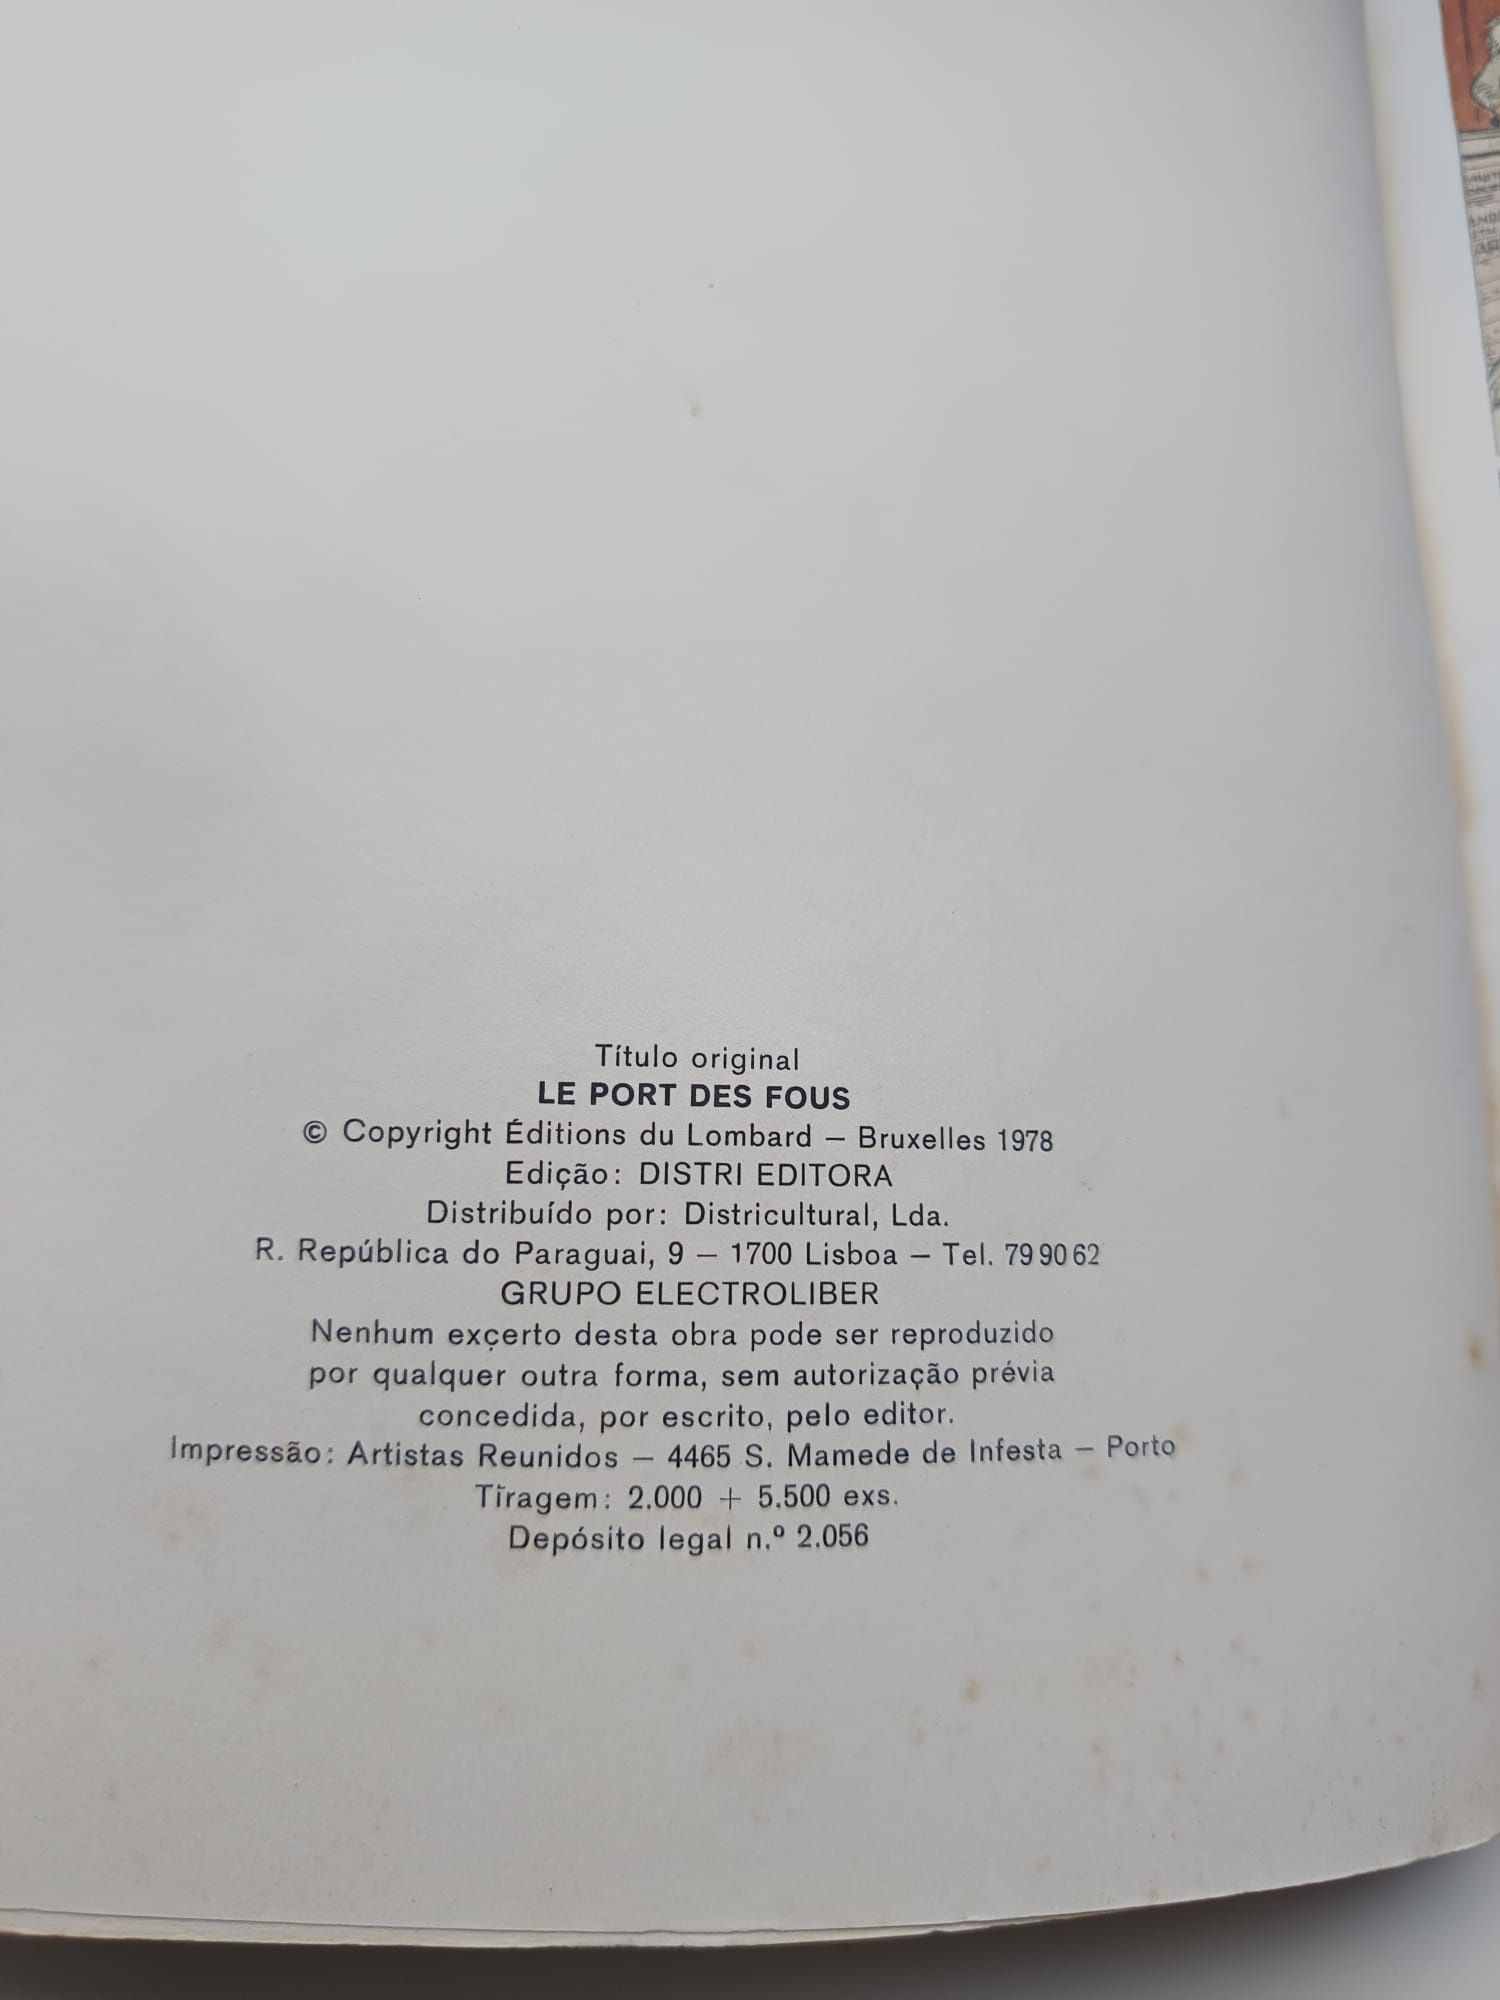 Título original
LE PORT DES FOUS
© Copyright Éditions du Lombard — Bruxelles 1978
Edição: DISTRI EDITORA
Distribuído por: Districultural, Lda.
R. República do Paraguai, 9 — 1700 Lisboa — Tel. 79 90 62
GRUPO ELECTROLIBER
Nenhum exçerto desta obra pode ser reproduzido
por qualquer outra forma, sem autorização prévia
concedida, por escrito, pelo editor.
Impressão: Artistas Reunidos — 4465 S. Mamede de Infesta — Porto
Tiragem: 2.000 + 5.500 exs.
Depósito legal n.º 2.056